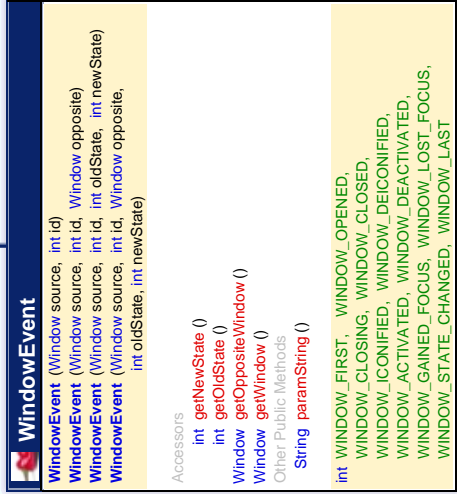 WindowEvent
WindowEvent (Window source, int id)
WindowEvent (Window source, int id, Window opposite)
WindowEvent (Window source, int id, int oldState, int newState)
WindowEvent (Window source, int id, Window opposite,
int oldState, int newState)
Accessors
int getNewState ()
int getOldState ()
Window getOppositeWindow ()
Window getWindow ()
Other Public Methods
String paramString ()
int WINDOW_FIRST, WINDOW_OPENED,
WINDOW_CLOSING, WINDOW_CLOSED,
WINDOW_ICONIFIED, WINDOW_DEICONIFIED,
WINDOW_ACTIVATED, WINDOW_DEACTIVATED,
WINDOW_GAINED_FOCUS, WINDOW_LOST_FOCUS,
WINDOW_STATE_CHANGED, WINDOW_LAST